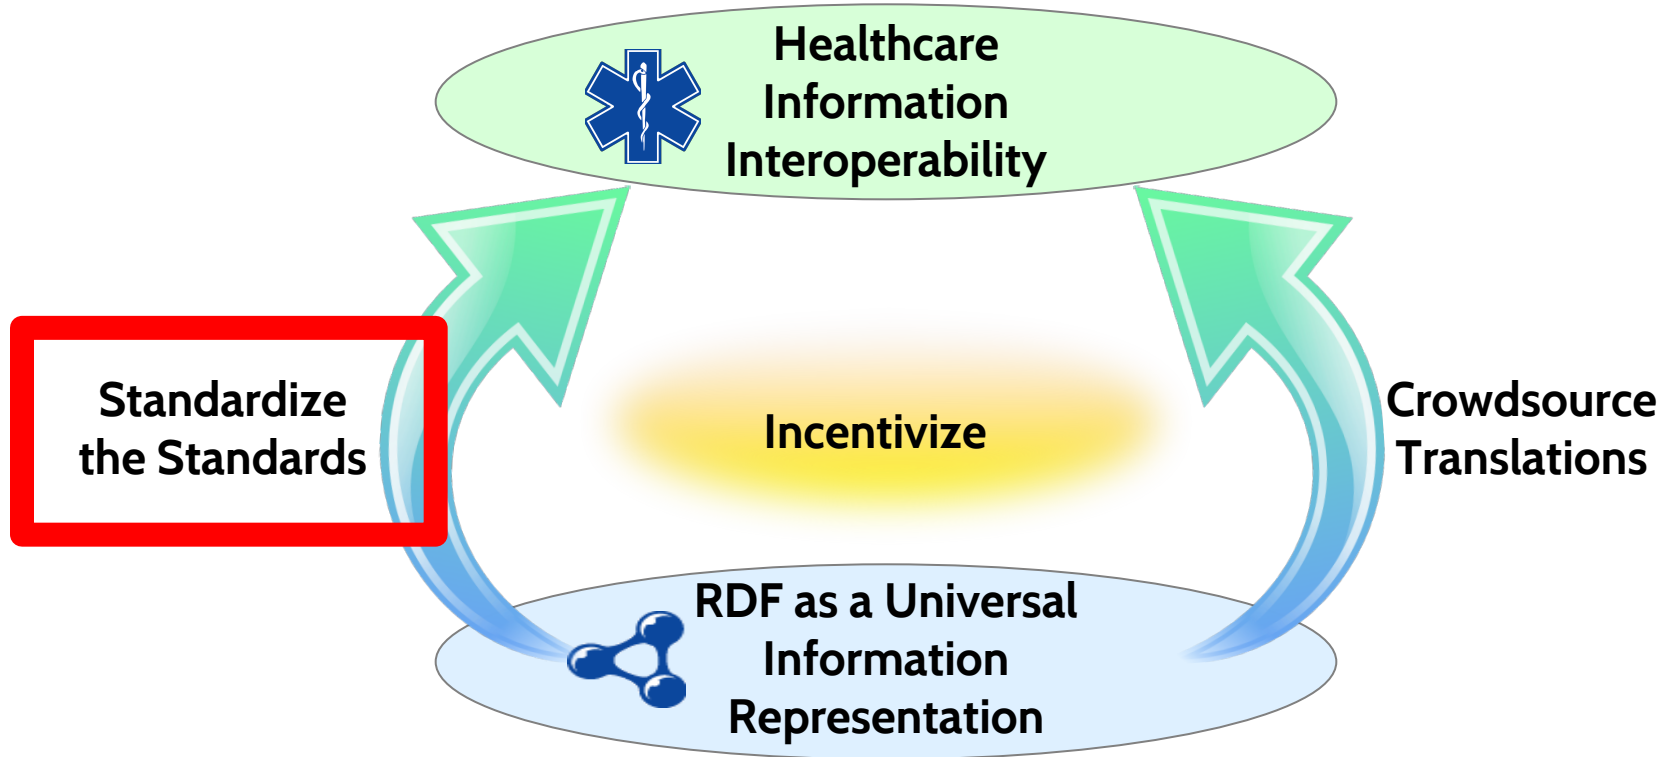 Healthcare
Information
Interoperability
Standardize
the Standards
Incentivize
Crowdsource
Translations
RDF as a Universal
Information
Representation